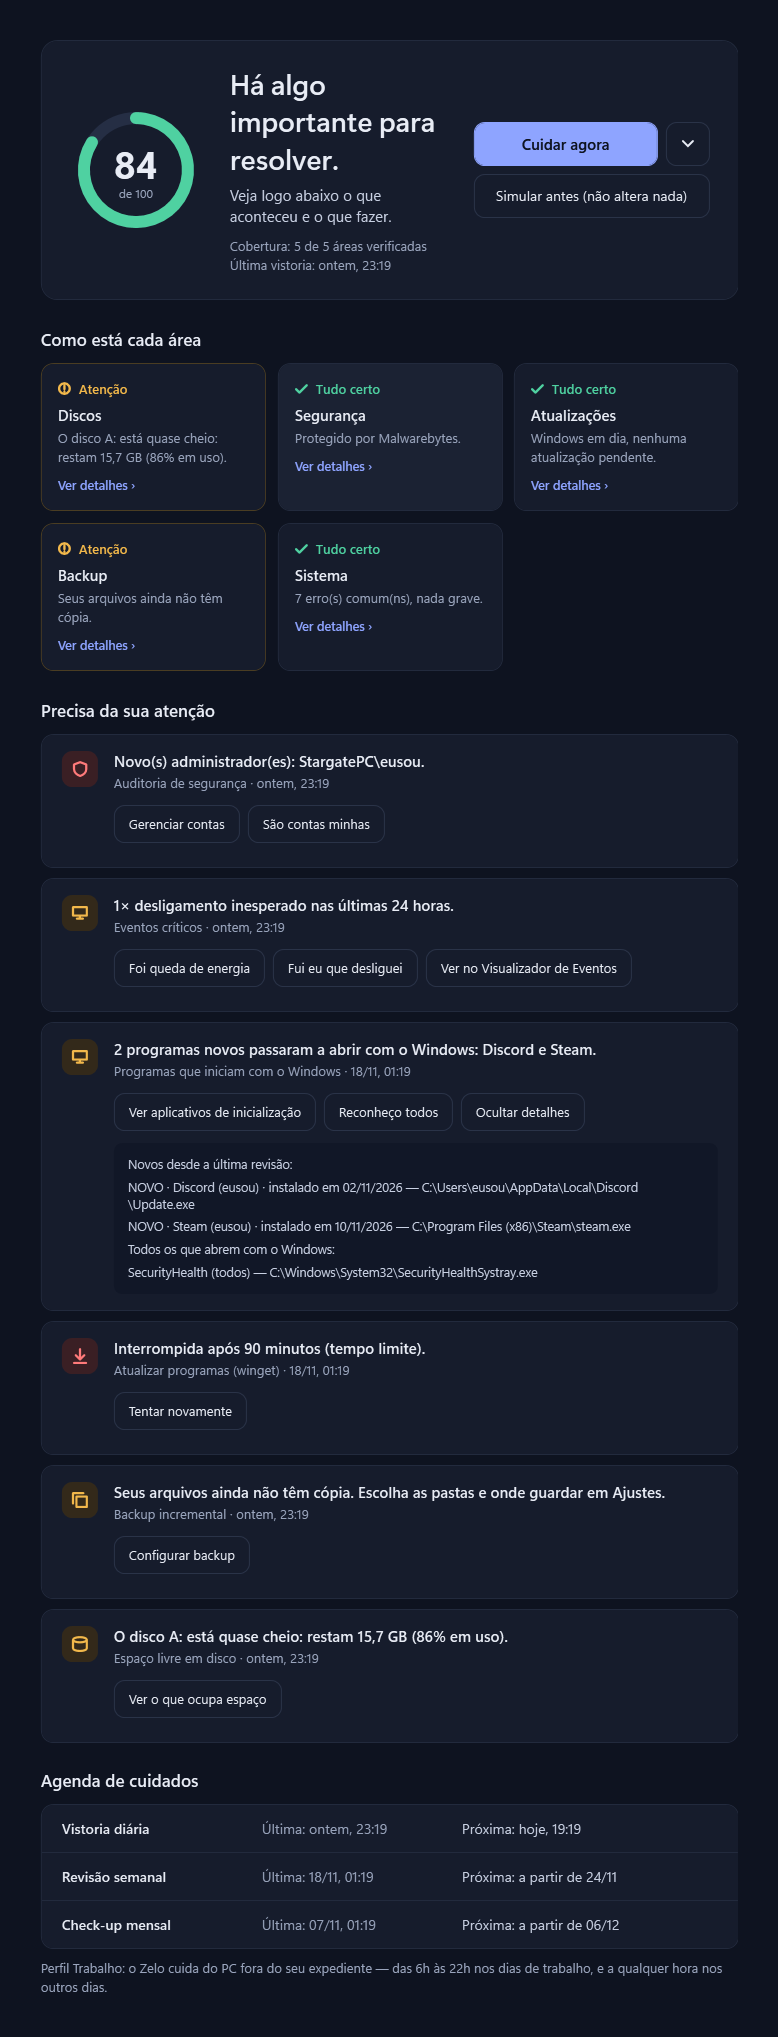 84
de 100
Há algo
importante para
resolver.
Veja logo abaixo o que
aconteceu e o que fazer.
Cobertura: 5 de 5 áreas verificadas
Última vistoria: ontem, 23:19
Cuidar agora
Simular antes (não altera nada)
Como está cada área
Atenção
Discos
O disco A: está quase cheio:
restam 15,7 GB (86% em uso).
Ver detalhes ›
Tudo certo
Segurança
Protegido por Malwarebytes.
Ver detalhes ›
Tudo certo
Atualizações
Windows em dia, nenhuma
atualização pendente.
Ver detalhes ›
Atenção
Backup
Seus arquivos ainda não têm
cópia.
Ver detalhes ›
Tudo certo
Sistema
7 erro(s) comum(ns), nada grave.
Ver detalhes ›
Precisa da sua atenção
Novo(s) administrador(es): StargatePC\eusou.
Auditoria de segurança · ontem, 23:19
Gerenciar contas
São contas minhas
1× desligamento inesperado nas últimas 24 horas.
Eventos críticos · ontem, 23:19
Foi queda de energia
Fui eu que desliguei
Ver no Visualizador de Eventos
2 programas novos passaram a abrir com o Windows: Discord e Steam.
Programas que iniciam com o Windows · 18/11, 01:19
Ver aplicativos de inicialização
Reconheço todos
Ocultar detalhes
Novos desde a última revisão:
NOVO · Discord (eusou) · instalado em 02/11/2026 — C:\Users\eusou\AppData\Local\Discord
\Update.exe
NOVO · Steam (eusou) · instalado em 10/11/2026 — C:\Program Files (x86)\Steam\steam.exe
Todos os que abrem com o Windows:
SecurityHealth (todos) — C:\Windows\System32\SecurityHealthSystray.exe
Interrompida após 90 minutos (tempo limite).
Atualizar programas (winget) · 18/11, 01:19
Tentar novamente
Seus arquivos ainda não têm cópia. Escolha as pastas e onde guardar em Ajustes.
Backup incremental · ontem, 23:19
Configurar backup
O disco A: está quase cheio: restam 15,7 GB (86% em uso).
Espaço livre em disco · ontem, 23:19
Ver o que ocupa espaço
Agenda de cuidados
Vistoria diária
Última: ontem, 23:19
Próxima: hoje, 19:19
Revisão semanal
Última: 18/11, 01:19
Próxima: a partir de 24/11
Check-up mensal
Última: 07/11, 01:19
Próxima: a partir de 06/12
Perfil Trabalho: o Zelo cuida do PC fora do seu expediente — das 6h às 22h nos dias de trabalho, e a qualquer hora nos
outros dias.